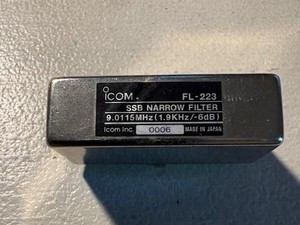 ICOM FL-223
SSB NARROW FILTER
9.0115MHz(1.9KHz/-6dB)
Icom Inc. 0006 MADE IN JAPAN